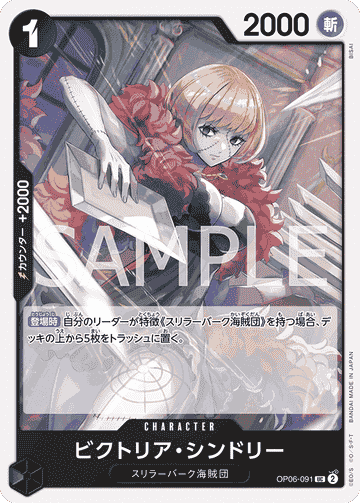 1
2000
斬
BISAI
カウンター +2000
SAMPLE
登場時 自分のリーダーが特徴《スリラーバーク海賊団》を持つ場合、デ
ッキの上から5枚をトラッシュに置く。
CHARACTER
ビクトリア・シンドリー
スリラーバーク海賊団
OP06-091 UC 2
BANDAI MADE IN JAPAN
©E.O./S. ©O./S・F・T